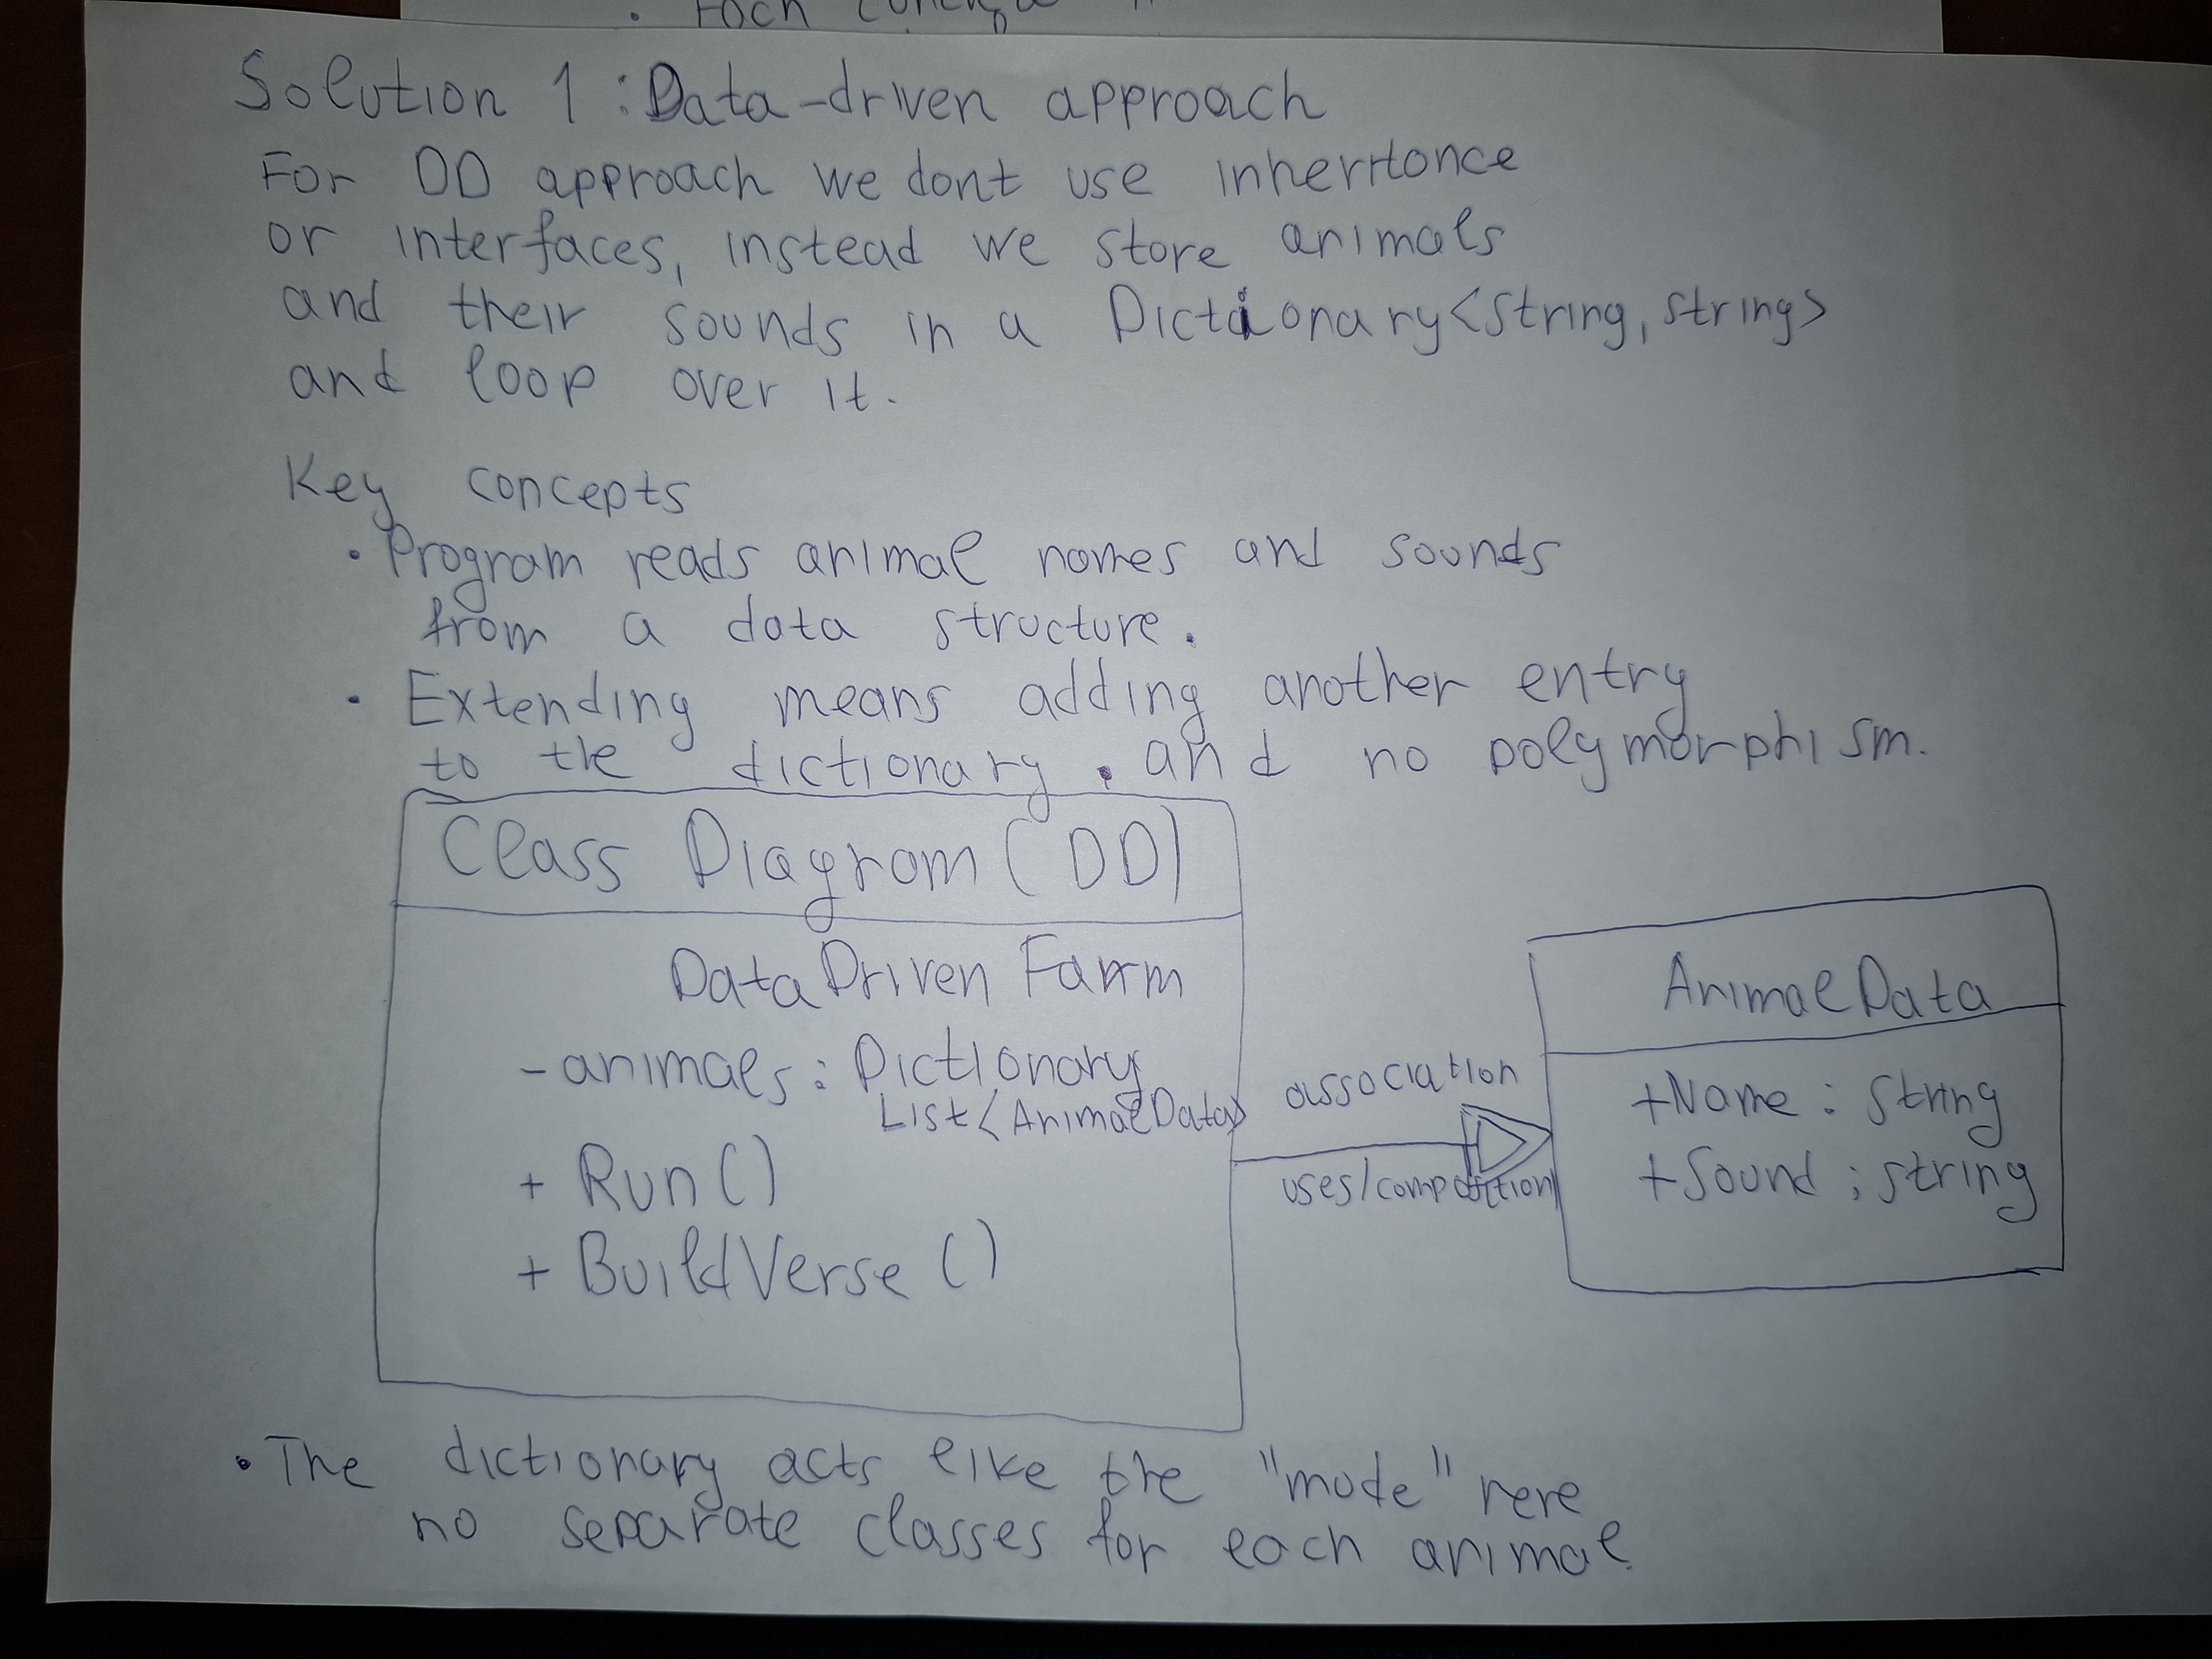 Solution 1 : Data-driven approach
For DD approach we dont use inheritance
or interfaces, instead we store animals
and their sounds in a Dictionary<string, string>
and loop over it.
Key concepts
• Program reads animal names and sounds
from a data structure.
• Extending means adding another entry
to the dictionary . and no polymorphism.
Class Diagram (DD)
DataDriven Farm
- animals : Dictionary
List<AnimalData>
+ Run ()
+ BuildVerse ()
association
uses/composition
AnimalData
+Name : string
+Sound : string
• The dictionary acts like the "mode" here
no separate classes for each animal.